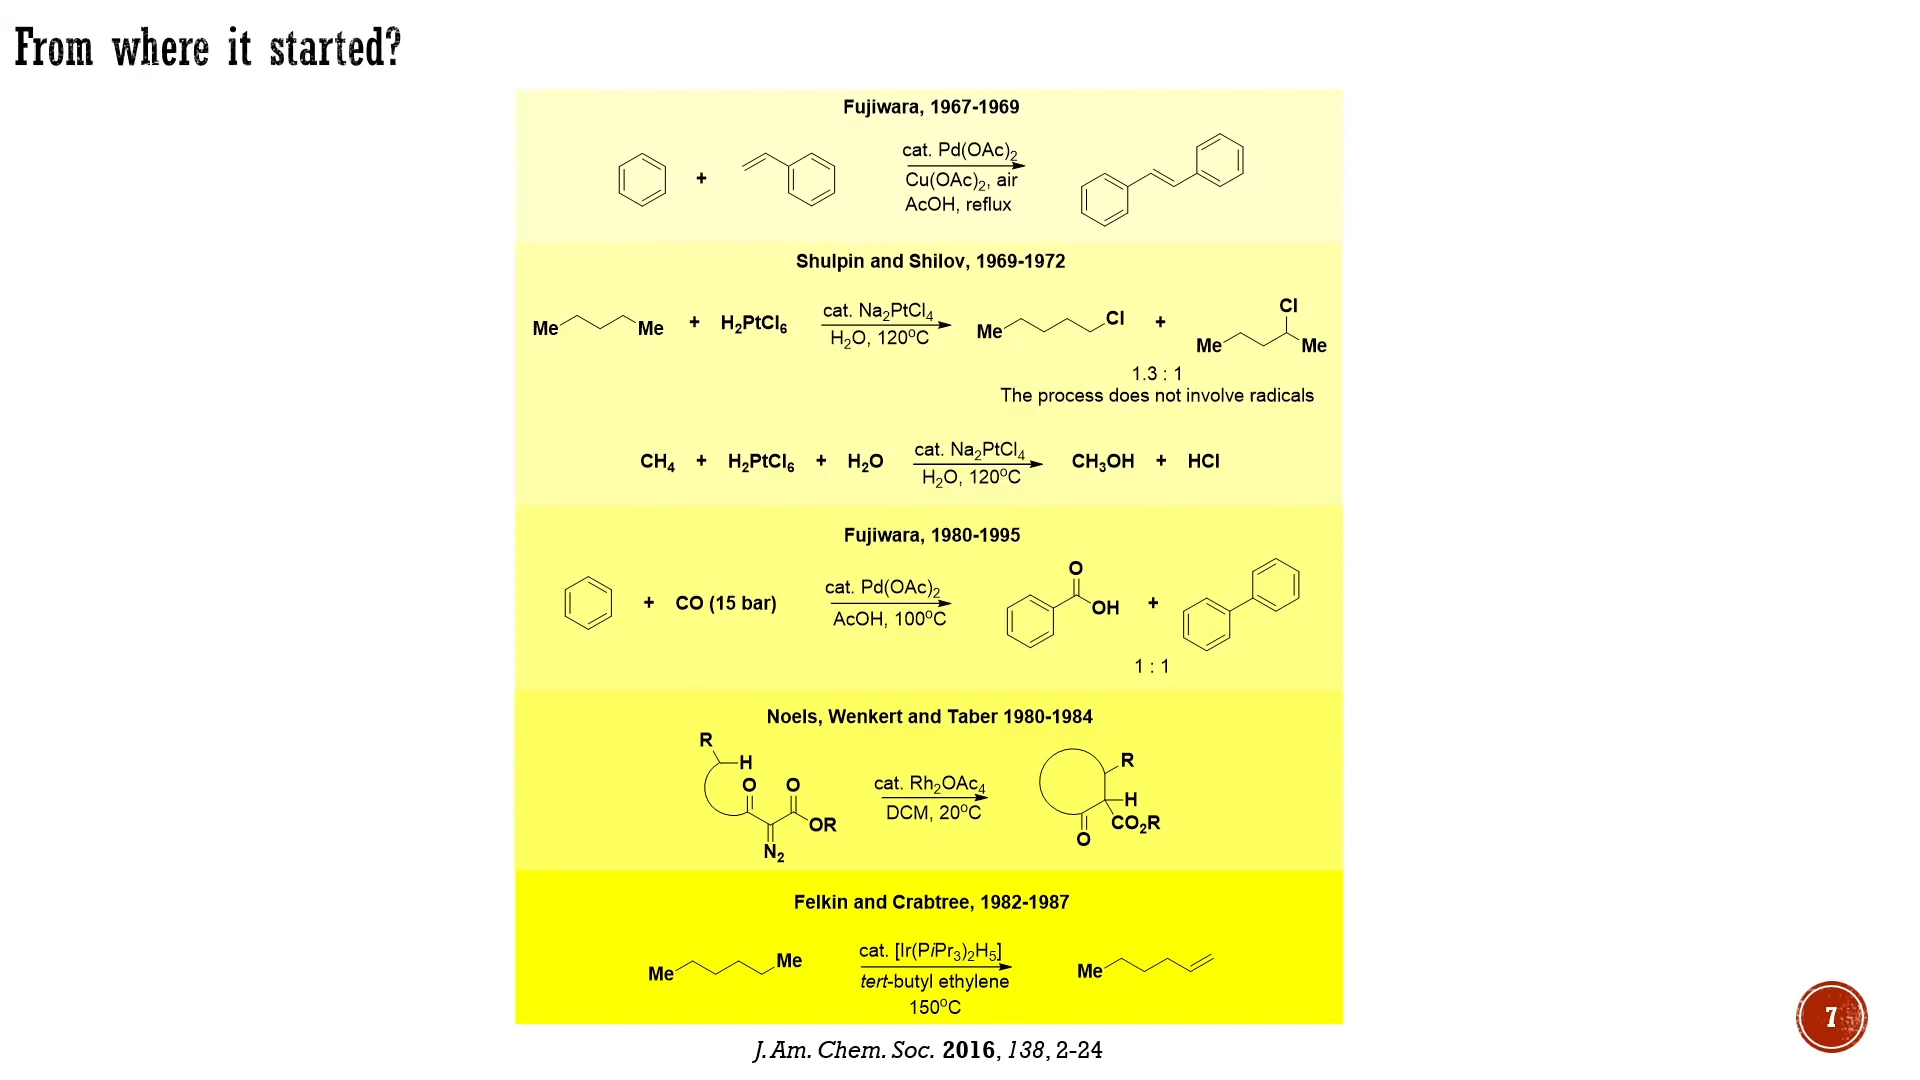 From where it started?
Fujiwara, 1967-1969
+
cat. Pd(OAc)2
Cu(OAc)2, air
AcOH, reflux
Shulpin and Shilov, 1969-1972
Me Me + H2PtCl6
cat. Na2PtCl4
H2O, 120oC
Me Cl + Cl Me Me
1.3 : 1
The process does not involve radicals
CH4 + H2PtCl6 + H2O
cat. Na2PtCl4
H2O, 120oC
CH3OH + HCl
Fujiwara, 1980-1995
+ CO (15 bar)
cat. Pd(OAc)2
AcOH, 100oC
O OH +
1 : 1
Noels, Wenkert and Taber 1980-1984
R H O O OR N2
cat. Rh2OAc4
DCM, 20oC
R H CO2R O
Felkin and Crabtree, 1982-1987
Me Me
cat. [Ir(PiPr3)2H5]
tert-butyl ethylene
150oC
Me
J. Am. Chem. Soc. 2016, 138, 2-24
7